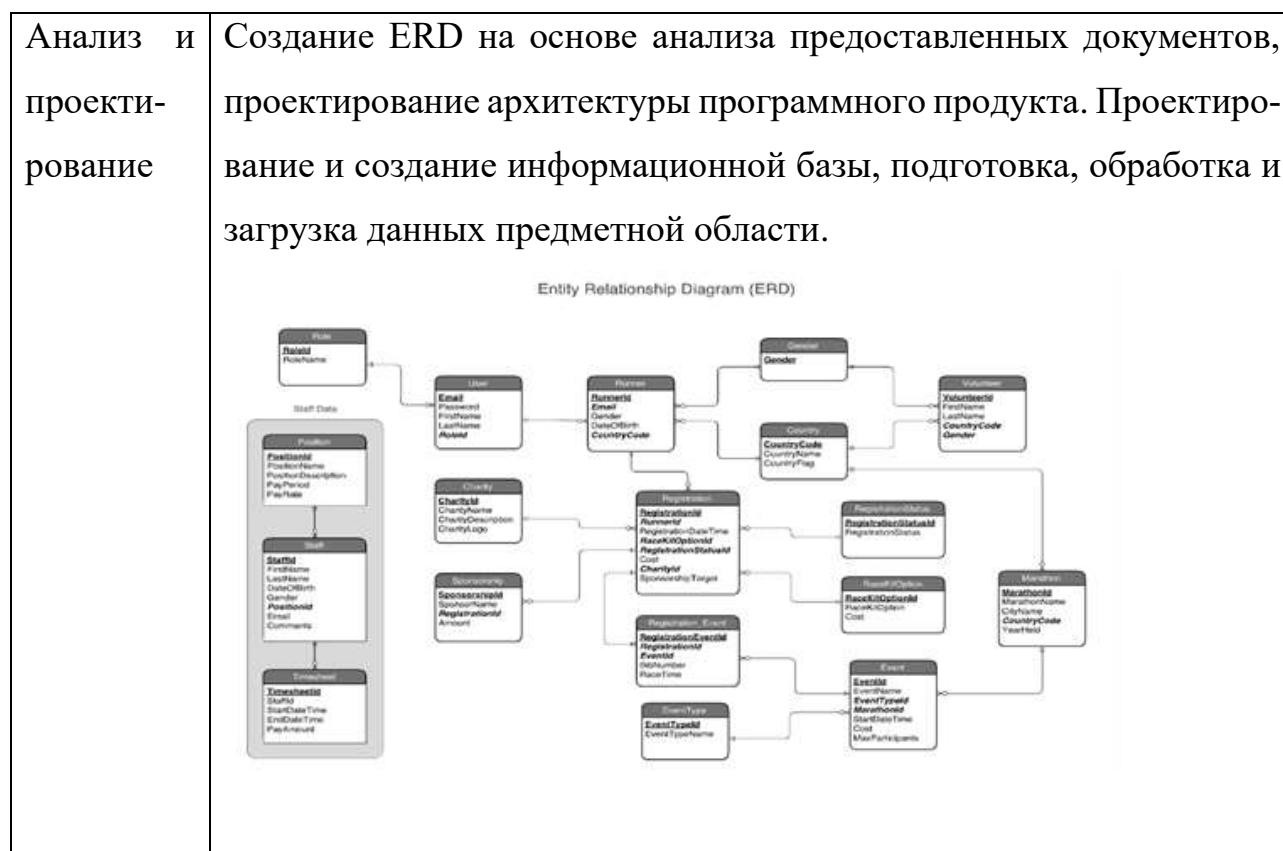 Анализ и
проекти-
рование
Создание ERD на основе анализа предоставленных документов,
проектирование архитектуры программного продукта. Проектиро-
вание и создание информационной базы, подготовка, обработка и
загрузка данных предметной области.
Entity Relationship Diagram (ERD)
Role
RoleId
RoleName
User
Email
Password
FirstName
LastName
RoleId
Runner
RunnerId
Email
Gender
DateOfBirth
CountryCode
Gender
Gender
Country
CountryCode
CountryName
CountryFlag
Volunteer
VolunteerId
FirstName
LastName
CountryCode
Gender
Staff Data
Position
PositionId
PositionName
PositionDescription
PayPeriod
PayRate
Staff
StaffId
FirstName
LastName
DateOfBirth
Gender
PositionId
Email
Comments
Timesheet
TimesheetId
StaffId
StartDateTime
EndDateTime
PayAmount
Charity
CharityId
CharityName
CharityDescription
CharityLogo
Sponsorship
SponsorshipId
SponsorName
RegistrationId
Amount
Registration
RegistrationId
RunnerId
RegistrationDateTime
RaceKitOptionId
RegistrationStatusId
Cost
CharityId
SponsorshipTarget
RegistrationStatus
RegistrationStatusId
RegistrationStatus
RaceKitOption
RaceKitOptionId
RaceKitOption
Cost
Marathon
MarathonId
MarathonName
CityName
CountryCode
YearHeld
Registration_Event
RegistrationEventId
RegistrationId
EventId
BibNumber
RaceTime
EventType
EventTypeId
EventTypeName
Event
EventId
EventName
EventTypeId
MarathonId
StartDateTime
Cost
MaxParticipants